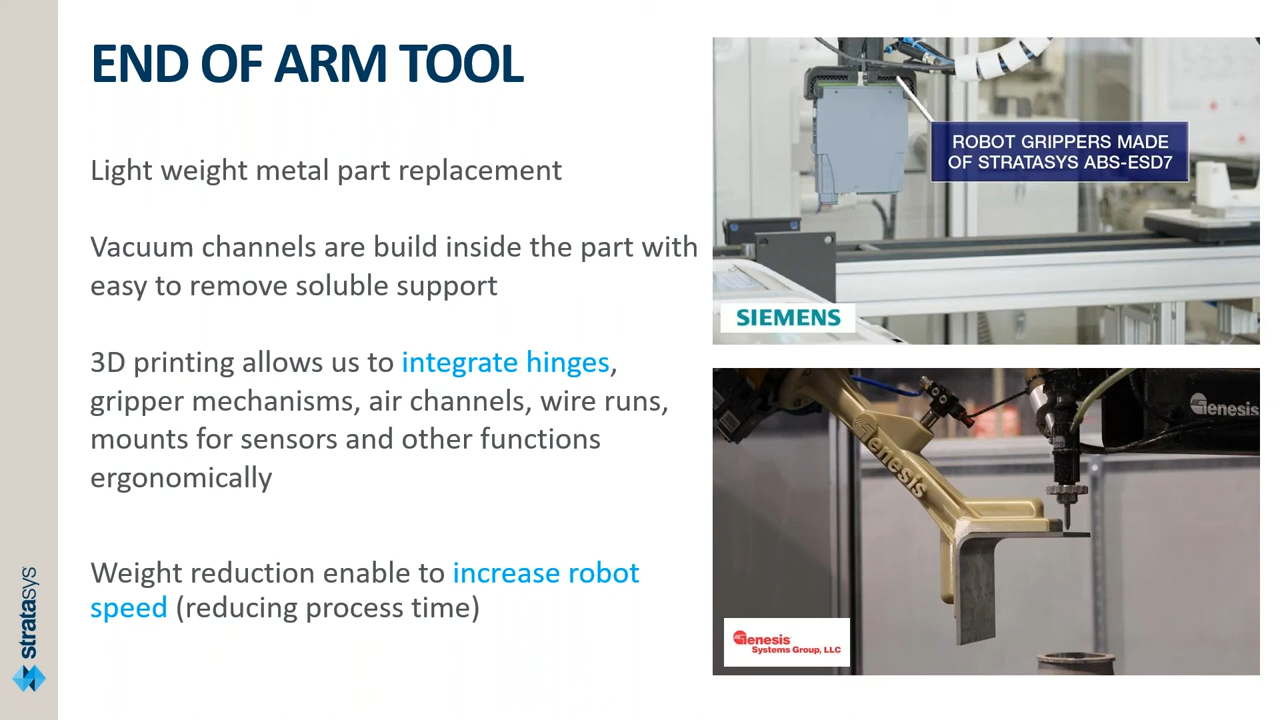 END OF ARM TOOL
Light weight metal part replacement
Vacuum channels are build inside the part with
easy to remove soluble support
3D printing allows us to integrate hinges,
gripper mechanisms, air channels, wire runs,
mounts for sensors and other functions
ergonomically
Weight reduction enable to increase robot
speed (reducing process time)
ROBOT GRIPPERS MADE
OF STRATASYS ABS-ESD7
SIEMENS
Genesis
Genesis
Genesis
Systems Group, LLC
stratasys